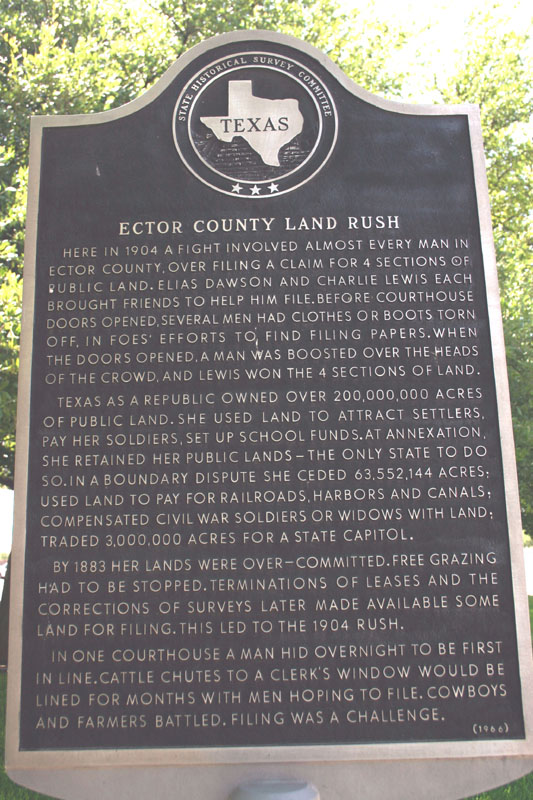 STATE HISTORICAL SURVEY COMMITTEE
TEXAS
ECTOR COUNTY LAND RUSH
HERE IN 1904 A FIGHT INVOLVED ALMOST EVERY MAN IN
ECTOR COUNTY, OVER FILING A CLAIM FOR 4 SECTIONS OF
PUBLIC LAND. ELIAS DAWSON AND CHARLIE LEWIS EACH
BROUGHT FRIENDS TO HELP HIM FILE. BEFORE COURTHOUSE
DOORS OPENED, SEVERAL MEN HAD CLOTHES OR BOOTS TORN
OFF, IN FOES' EFFORTS TO FIND FILING PAPERS. WHEN
THE DOORS OPENED, A MAN WAS BOOSTED OVER THE HEADS
OF THE CROWD, AND LEWIS WON THE 4 SECTIONS OF LAND.
TEXAS AS A REPUBLIC OWNED OVER 200,000,000 ACRES
OF PUBLIC LAND. SHE USED LAND TO ATTRACT SETTLERS,
PAY HER SOLDIERS, SET UP SCHOOL FUNDS. AT ANNEXATION,
SHE RETAINED HER PUBLIC LANDS — THE ONLY STATE TO DO
SO. IN A BOUNDARY DISPUTE SHE CEDED 63,552,144 ACRES;
USED LAND TO PAY FOR RAILROADS, HARBORS AND CANALS;
COMPENSATED CIVIL WAR SOLDIERS OR WIDOWS WITH LAND;
TRADED 3,000,000 ACRES FOR A STATE CAPITOL.
BY 1883 HER LANDS WERE OVER-COMMITTED. FREE GRAZING
HAD TO BE STOPPED. TERMINATIONS OF LEASES AND THE
CORRECTIONS OF SURVEYS LATER MADE AVAILABLE SOME
LAND FOR FILING. THIS LED TO THE 1904 RUSH.
IN ONE COURTHOUSE A MAN HID OVERNIGHT TO BE FIRST
IN LINE. CATTLE CHUTES TO A CLERK'S WINDOW WOULD BE
LINED FOR MONTHS WITH MEN HOPING TO FILE. COWBOYS
AND FARMERS BATTLED. FILING WAS A CHALLENGE.
(1966)